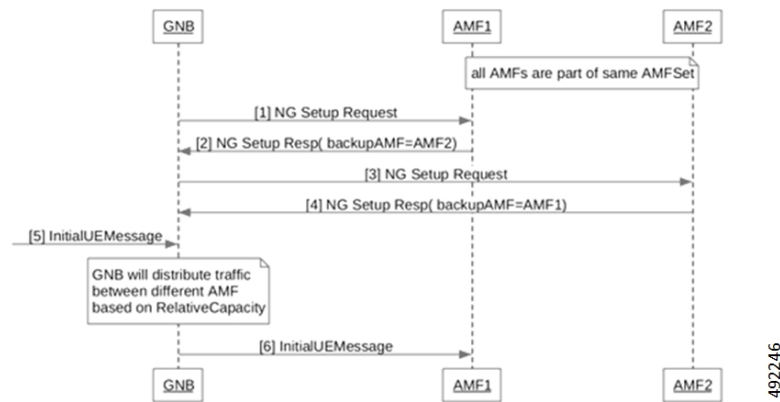 GNB
AMF1
AMF2
all AMFs are part of same AMFSet
[1] NG Setup Request
[2] NG Setup Resp( backupAMF=AMF2)
[3] NG Setup Request
[4] NG Setup Resp( backupAMF=AMF1)
[5] InitialUEMessage
GNB will distribute traffic
between different AMF
based on RelativeCapacity
[6] InitialUEMessage
GNB
AMF1
AMF2
492246